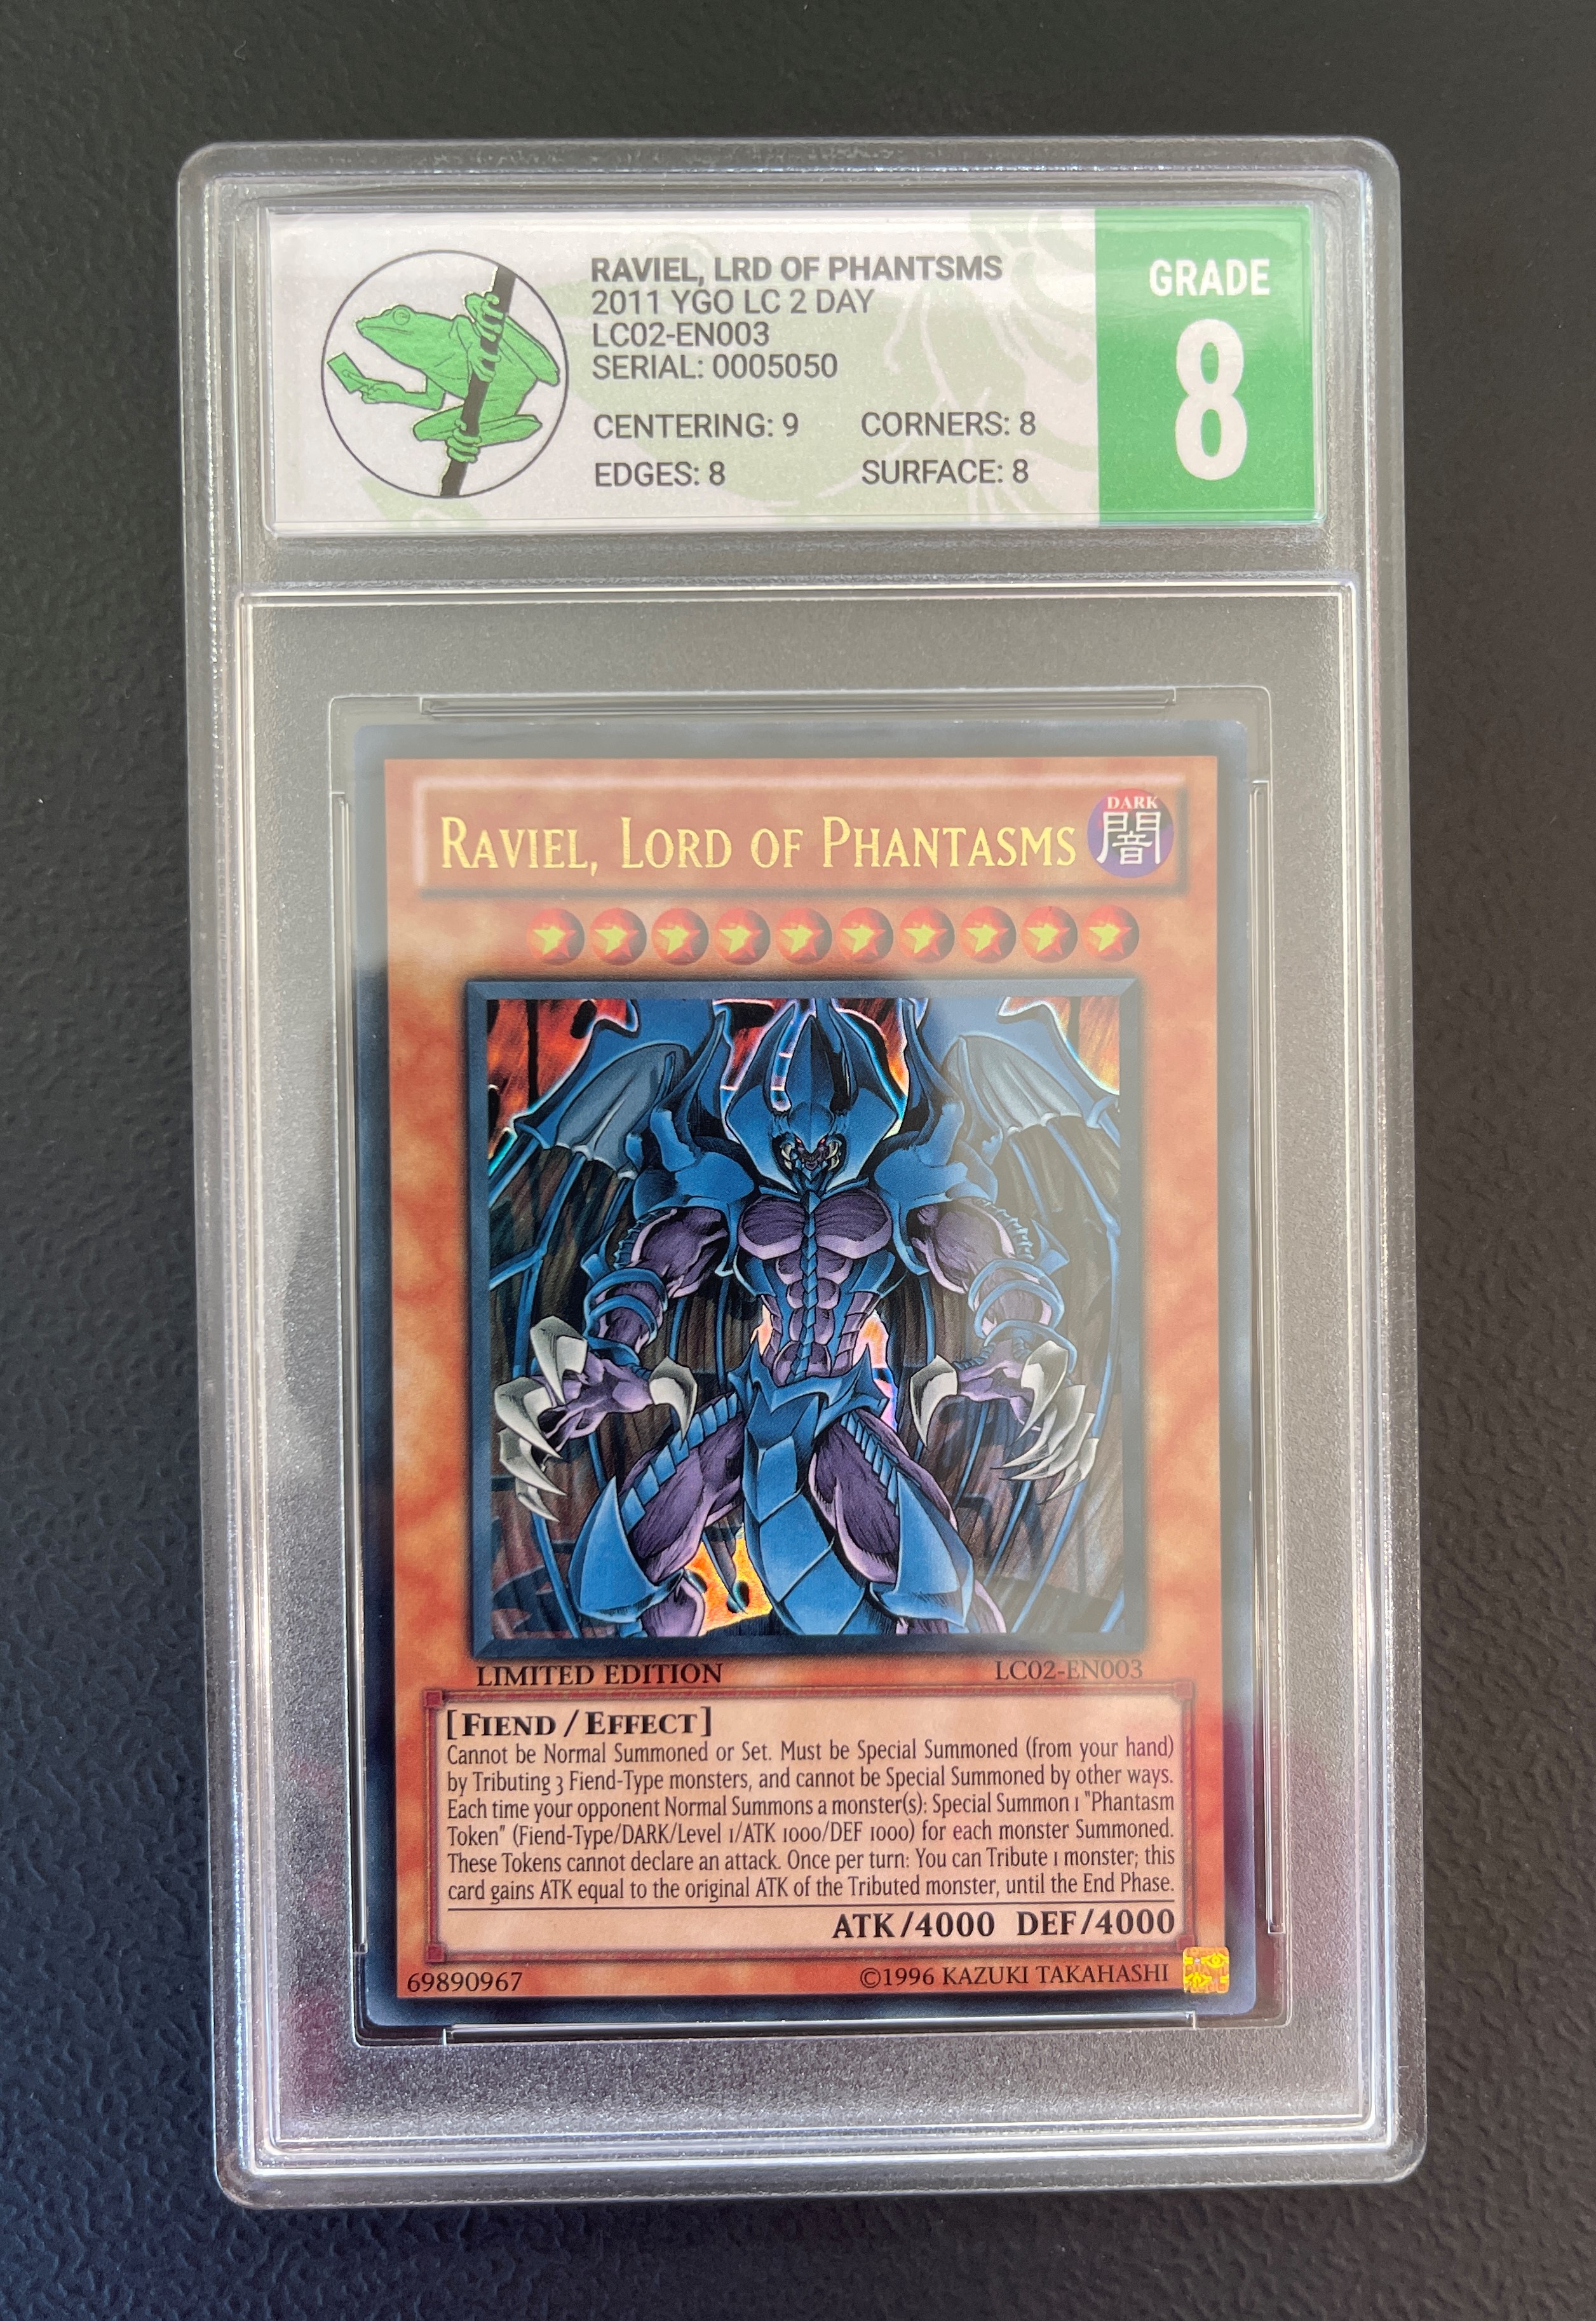 RAVIEL, LRD OF PHANTSMS
2011 YGO LC 2 DAY
LC02-EN003
SERIAL: 0005050
CENTERING: 9 CORNERS: 8
EDGES: 8 SURFACE: 8
GRADE
8
RAVIEL, LORD OF PHANTASMS
DARK
闇
LIMITED EDITION LC02-EN003
[FIEND / EFFECT]
Cannot be Normal Summoned or Set. Must be Special Summoned (from your hand)
by Tributing 3 Fiend-Type monsters, and cannot be Special Summoned by other ways.
Each time your opponent Normal Summons a monster(s): Special Summon 1 "Phantasm
Token" (Fiend-Type/DARK/Level 1/ATK 1000/DEF 1000) for each monster Summoned.
These Tokens cannot declare an attack. Once per turn: You can Tribute 1 monster; this
card gains ATK equal to the original ATK of the Tributed monster, until the End Phase.
ATK/4000 DEF/4000
69890967 ©1996 KAZUKI TAKAHASHI